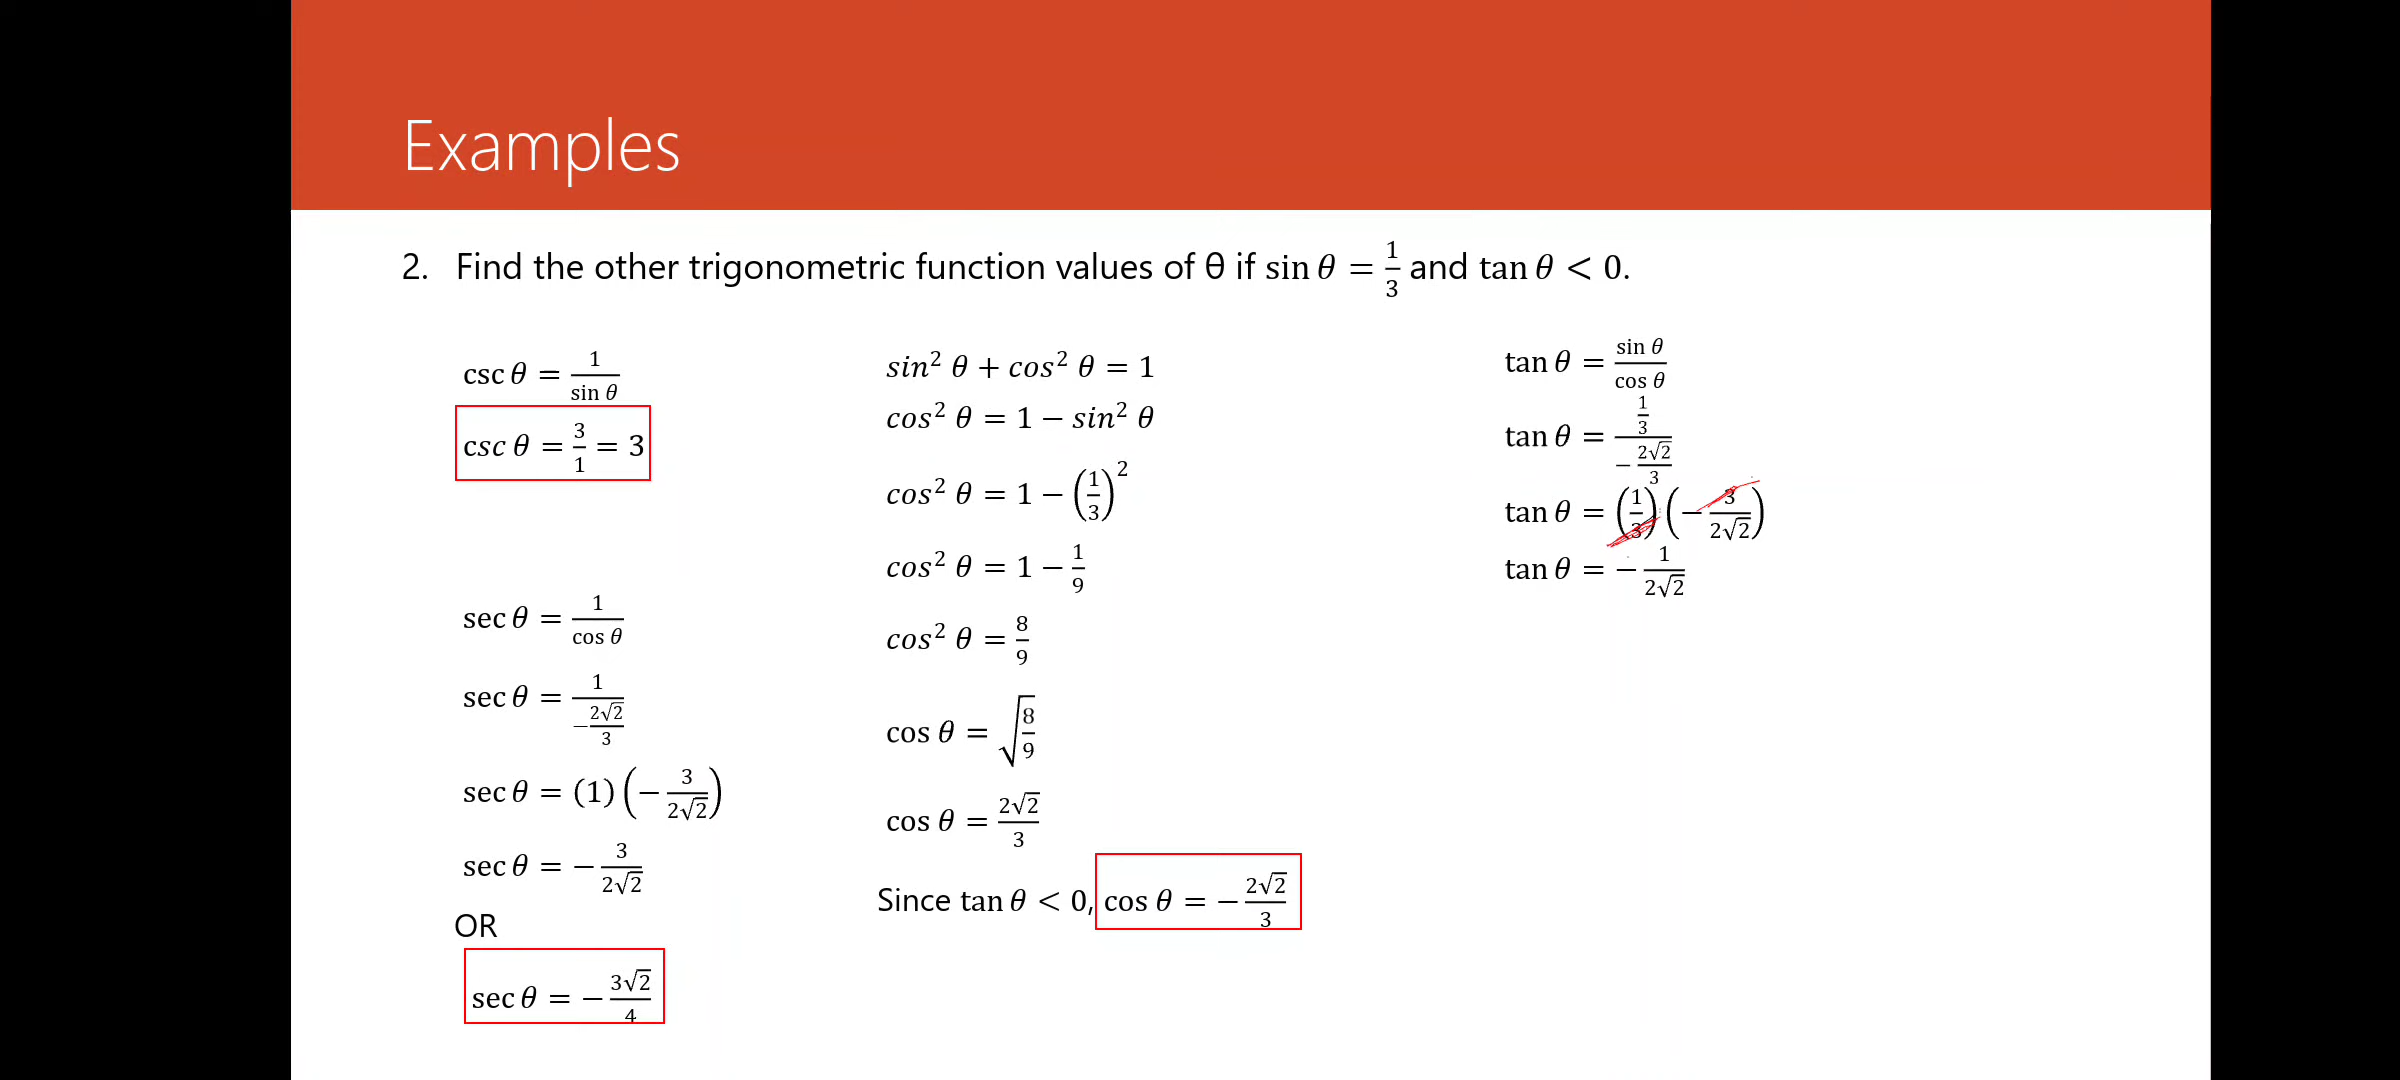 Examples
2. Find the other trigonometric function values of θ if sin θ = 1/3 and tan θ < 0.
csc θ = 1/sin θ
csc θ = 3/1 = 3
sec θ = 1/cos θ
sec θ = 1/(−2√2/3)
sec θ = (1)(−3/2√2)
sec θ = −3/2√2
OR
sec θ = −3√2/4
sin² θ + cos² θ = 1
cos² θ = 1 − sin² θ
cos² θ = 1 − (1/3)²
cos² θ = 1 − 1/9
cos² θ = 8/9
cos θ = √(8/9)
cos θ = 2√2/3
Since tan θ < 0, cos θ = −2√2/3
tan θ = sin θ/cos θ
tan θ = (1/3)/(−2√2/3)
tan θ = (1/3)(−3/2√2)
tan θ = −1/2√2